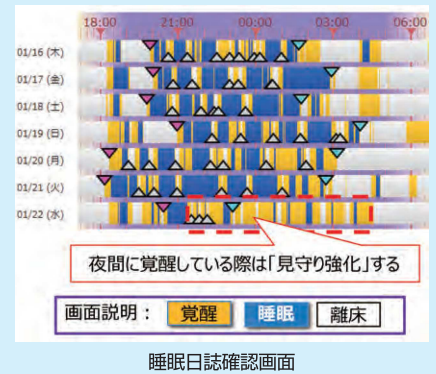 18:00 21:00 00:00 03:00 06:00
01/16 (木)
01/17 (金)
01/18 (土)
01/19 (日)
01/20 (月)
01/21 (火)
01/22 (水)
夜間に覚醒している際は「見守り強化」する
画面説明： 覚醒 睡眠 離床
睡眠日誌確認画面